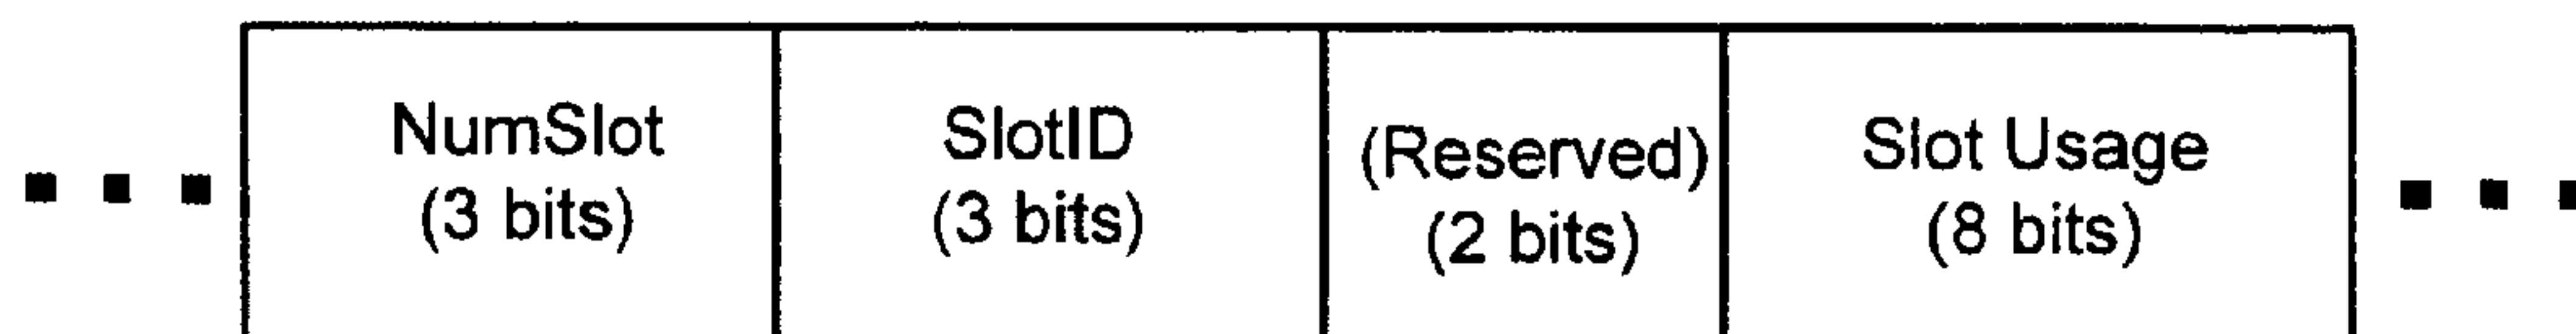 NumSlot
(3 bits)
SlotID
(3 bits)
(Reserved)
(2 bits)
Slot Usage
(8 bits)